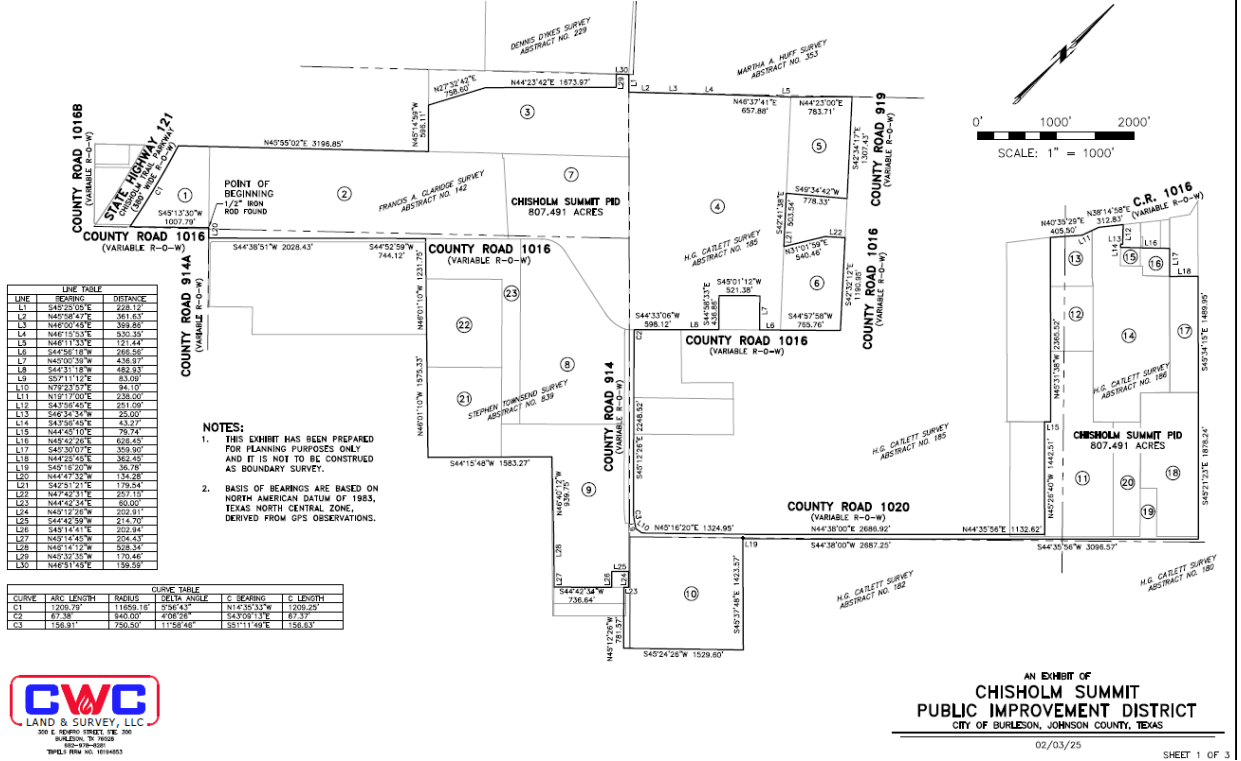 DENNIS DYKES SURVEY
ABSTRACT NO. 229
MARTHA A. HUFF SURVEY
ABSTRACT NO. 353
L30
L29
L1
N27°32'42"E
758.60'
N44°23'42"E 1673.97'
L2
L3
L4
L5
N46°37'41"E
657.88'
N44°23'00"E
783.71'
0'
1000'
2000'
SCALE: 1" = 1000'
COUNTY ROAD 1016B
(VARIABLE R-O-W)
STATE HIGHWAY 121
CHISHOLM TRAIL PARKWAY
(380' WIDE R-O-W)
C1
N45°55'02"E 3196.85'
N45°14'59"W
596.11'
3
5
S42°34'17"E
1307.43'
COUNTY ROAD 919
(VARIABLE R-O-W)
1
S45°13'30"W
1007.79'
L20
POINT OF
BEGINNING
1/2" IRON
ROD FOUND
2
FRANCIS A. CLARIDGE SURVEY
ABSTRACT NO. 142
7
CHISHOLM SUMMIT PID
807.491 ACRES
4
S49°34'42"W
778.33'
S42°41'38"E
503.54'
L21
L22
N31°01'59"E
540.46'
H.G. CATLETT SURVEY
ABSTRACT NO. 185
6
S42°32'12"E
1190.95'
COUNTY ROAD 1016
(VARIABLE R-O-W)
COUNTY ROAD 1016
(VARIABLE R-O-W)
S44°38'51"W 2028.43'
S44°52'59"W
744.12'
COUNTY ROAD 1016
(VARIABLE R-O-W)
COUNTY ROAD 914A
(VARIABLE R-O-W)
N46°01'10"W 1231.75'
23
22
21
8
N46°01'10"W 1575.33'
STEPHEN TOWNSEND SURVEY
ABSTRACT NO. 839
S44°33'06"W
598.12'
L8
S44°58'33"E
436.86'
S45°01'12"W
521.38'
L7
L6
S44°57'58"W
765.76'
COUNTY ROAD 1016
(VARIABLE R-O-W)
C2
COUNTY ROAD 914
(VARIABLE R-O-W)
S45°12'26"E 2248.52'
C.R. 1016
(VARIABLE R-O-W)
N40°35'29"E
405.50'
N38°14'58"E
312.83'
L11
L12
L13
L14
L16
L17
L18
13
15
16
12
14
17
N45°31'38"W 2365.52'
S45°34'15"E 1489.95'
H.G. CATLETT SURVEY
ABSTRACT NO. 186
L15
CHISHOLM SUMMIT PID
807.491 ACRES
N45°26'40"W 1442.51'
11
20
18
19
S45°21'23"E 1878.24'
H.G. CATLETT SURVEY
ABSTRACT NO. 185
LINE TABLE
LINE BEARING DISTANCE
L1 S45°25'05"E 228.12'
L2 N45°58'47"E 361.63'
L3 N46°00'45"E 399.86'
L4 N46°15'53"E 530.35'
L5 N46°11'33"E 121.44'
L6 S44°56'18"W 266.56'
L7 N45°00'39"W 436.97'
L8 S44°31'18"W 482.93'
L9 S57°11'12"E 83.09'
L10 N79°23'57"E 94.10'
L11 N19°17'00"E 238.00'
L12 S43°56'45"E 251.09'
L13 S46°34'34"W 25.00'
L14 S43°56'45"E 43.27'
L15 N44°45'10"E 79.74'
L16 N45°42'26"E 626.45'
L17 S45°30'07"E 359.90'
L18 N44°25'45"E 362.45'
L19 S45°16'20"W 36.78'
L20 N44°47'32"W 134.28'
L21 S42°51'21"E 179.54'
L22 N47°42'31"E 257.15'
L23 N44°42'34"E 60.00'
L24 N45°12'26"W 202.91'
L25 S44°42'59"W 214.70'
L26 S45°14'41"E 202.94'
L27 N45°14'45"W 204.43'
L28 N46°14'12"W 528.34'
L29 N45°32'35"W 170.46'
L30 N46°51'45"E 159.59'
NOTES:
1. THIS EXHIBIT HAS BEEN PREPARED
FOR PLANNING PURPOSES ONLY
AND IT IS NOT TO BE CONSTRUED
AS BOUNDARY SURVEY.
2. BASIS OF BEARINGS ARE BASED ON
NORTH AMERICAN DATUM OF 1983,
TEXAS NORTH CENTRAL ZONE,
DERIVED FROM GPS OBSERVATIONS.
S44°15'48"W 1583.27'
N46°40'12"W
939.75'
9
L28
L27
L26
L25
L24
L23
S44°42'34"W
736.64'
C3
L9
L10
N45°16'20"E 1324.95'
COUNTY ROAD 1020
(VARIABLE R-O-W)
N44°38'00"E 2686.92'
N44°35'56"E 1132.62'
L19
S44°38'00"W 2687.25'
S44°35'56"W 3096.57'
10
S45°37'48"E 1423.57'
N45°12'26"W
781.57'
S45°24'26"W 1529.60'
H.G. CATLETT SURVEY
ABSTRACT NO. 182
H.G. CATLETT SURVEY
ABSTRACT NO. 180
CURVE TABLE
CURVE ARC LENGTH RADIUS DELTA ANGLE C BEARING C LENGTH
C1 1209.79' 11659.16' 5°56'43" N14°35'33"W 1209.25'
C2 67.38' 940.00' 4°06'26" S43°09'13"E 67.37'
C3 156.91' 750.50' 11°58'46" S51°11'49"E 156.63'
CWC
LAND & SURVEY, LLC
BURLESON, TX 76028
AN EXHIBIT OF
CHISHOLM SUMMIT
PUBLIC IMPROVEMENT DISTRICT
CITY OF BURLESON, JOHNSON COUNTY, TEXAS
02/03/25
SHEET 1 OF 3